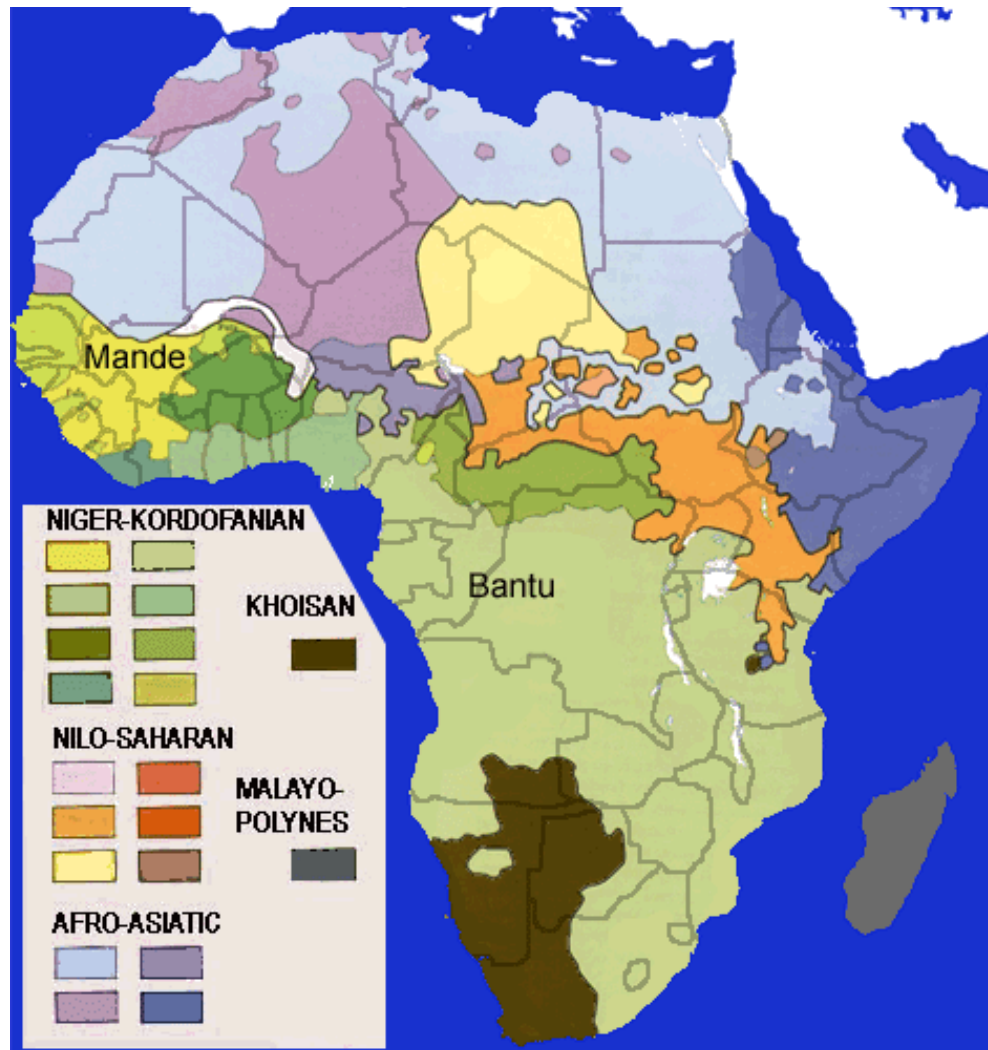 Mande
Bantu
NIGER-KORDOFANIAN
KHOISAN
NILO-SAHARAN
MALAYO-
POLYNES
AFRO-ASIATIC